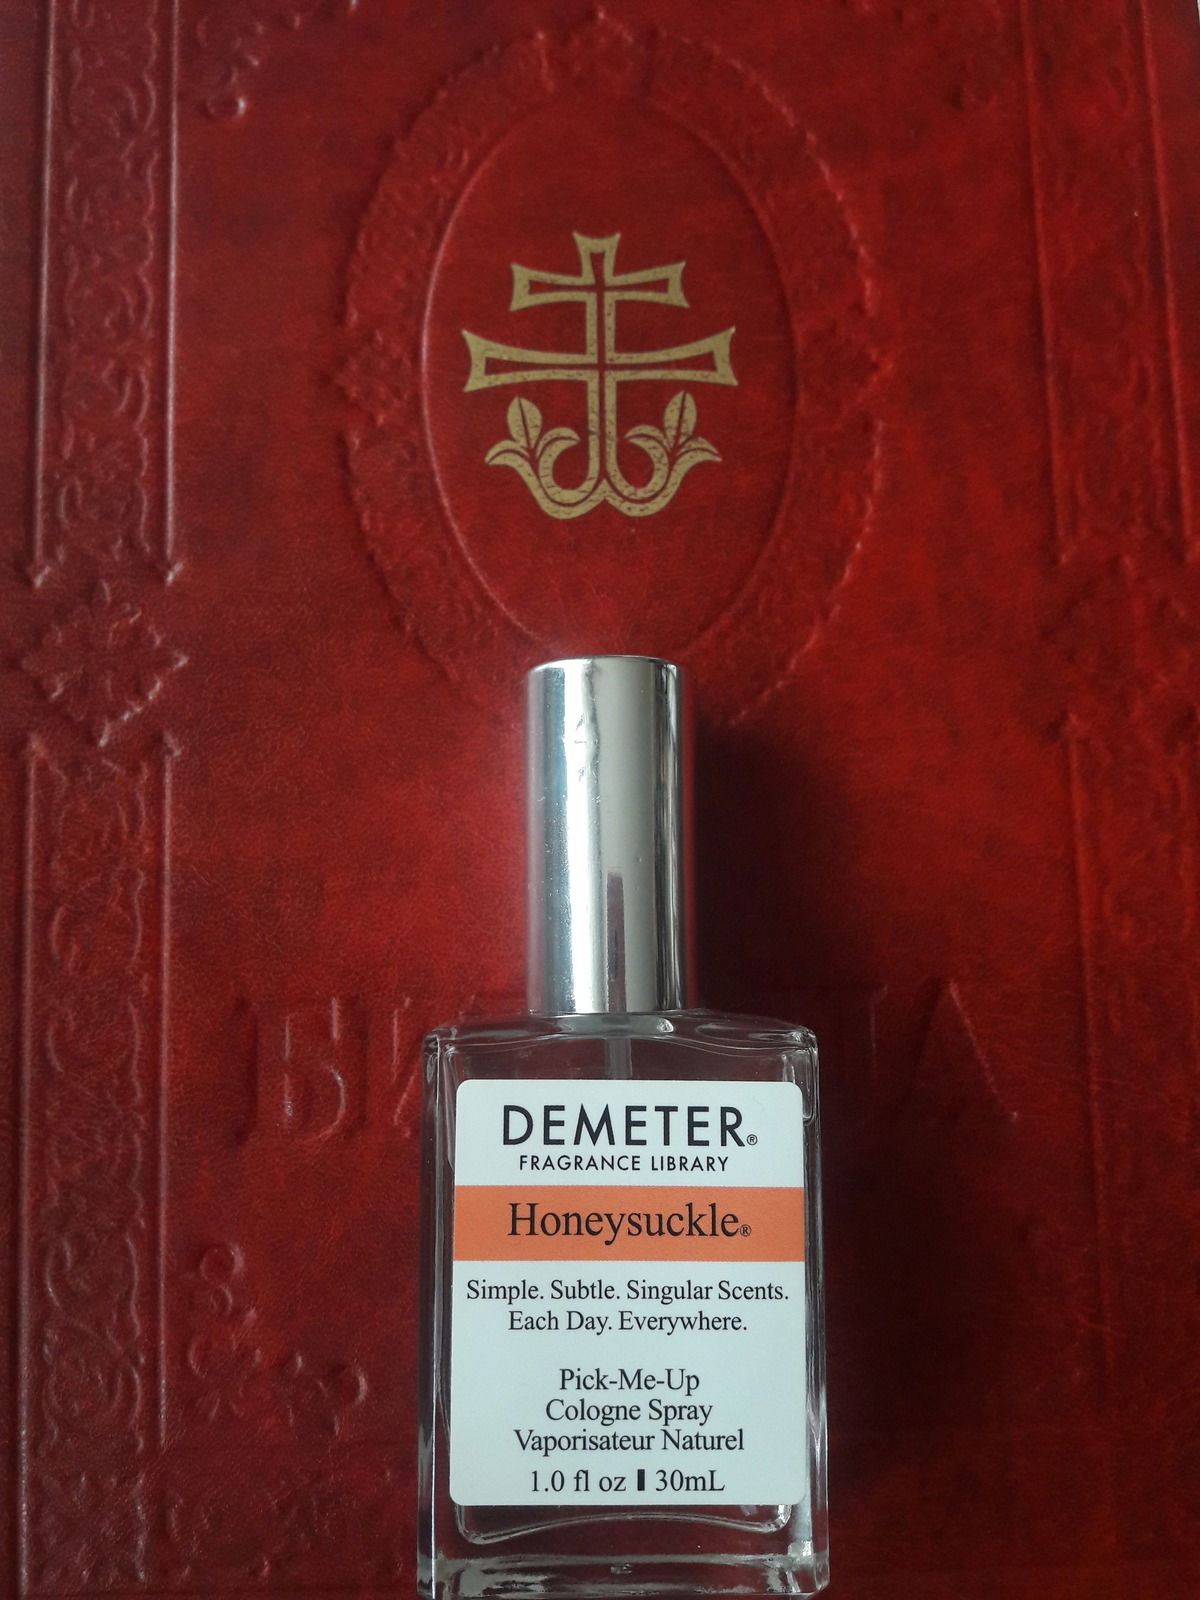 DEMETER®
FRAGRANCE LIBRARY
Honeysuckle®
Simple. Subtle. Singular Scents.
Each Day. Everywhere.
Pick-Me-Up
Cologne Spray
Vaporisateur Naturel
1.0 fl oz ❚ 30mL